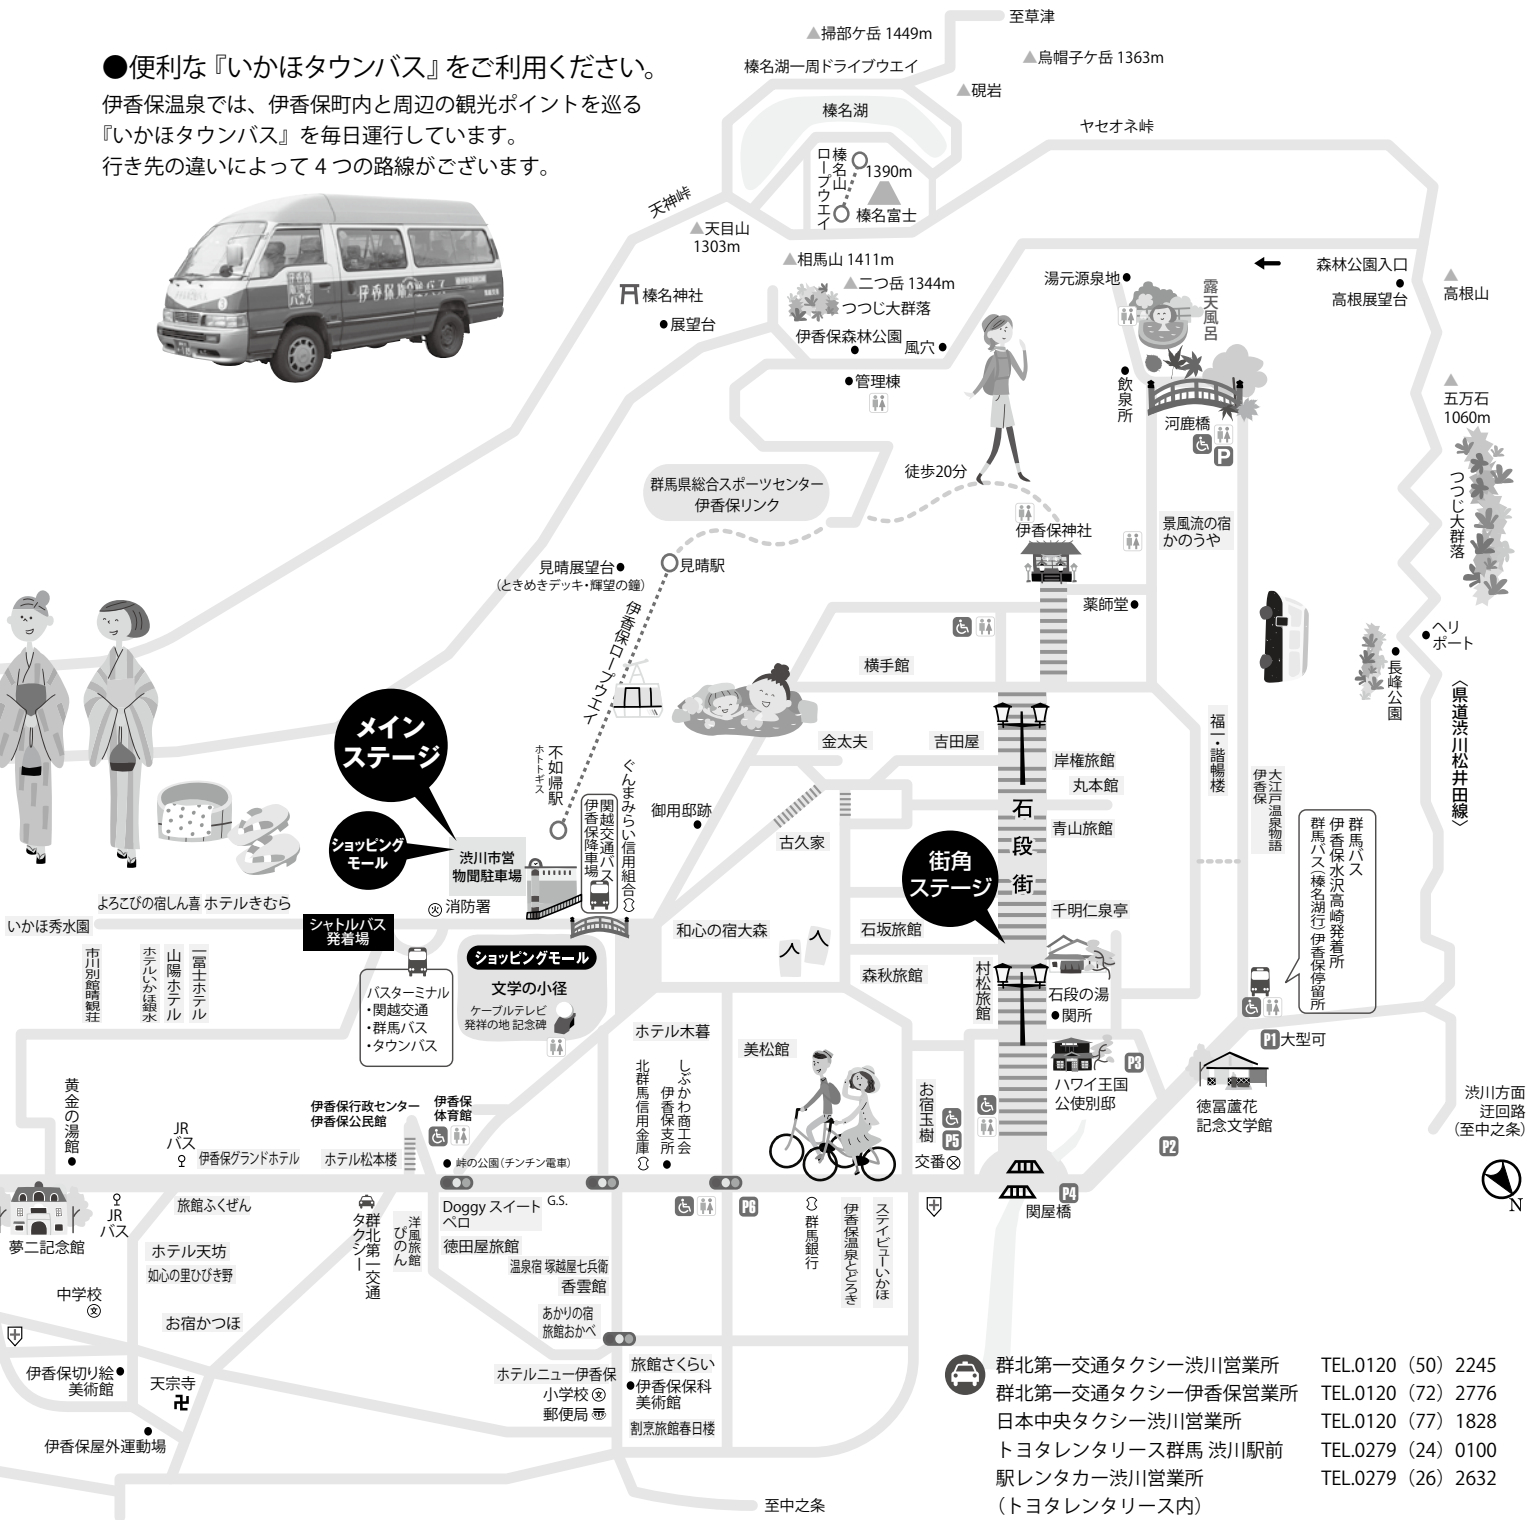 ●便利な『いかほタウンバス』をご利用ください。
伊香保温泉では、伊香保町内と周辺の観光ポイントを巡る
『いかほタウンバス』を毎日運行しています。
行き先の違いによって4つの路線がございます。
至草津
▲掃部ケ岳 1449m
▲烏帽子ケ岳 1363m
榛名湖一周ドライブウエイ
▲硯岩
榛名湖
ヤセオネ峠
榛名山
ロープウエイ
1390m
榛名富士
天神峠
▲天目山
1303m
▲相馬山 1411m
▲二つ岳 1344m
つつじ大群落
榛名神社
●展望台
伊香保森林公園
風穴●
●管理棟
湯元源泉地●
露天風呂
森林公園入口
高根展望台
▲
高根山
飲泉所
河鹿橋
P
▲
五万石
1060m
つつじ大群落
徒歩20分
群馬県総合スポーツセンター
伊香保リンク
伊香保神社
景風流の宿
かのうや
見晴展望台●
(ときめきデッキ・輝望の鐘)
見晴駅
伊香保ロープウエイ
薬師堂●
ヘリ
ポート
長峰公園
〈県道渋川松井田線〉
横手館
メイン
ステージ
ショッピング
モール
不如帰駅
ホトトギス
渋川市営
物聞駐車場
関越交通バス
伊香保降車場
ぐんまみらい信用組合
伊香保地区バス
金太夫
吉田屋
岸権旅館
丸本館
御用邸跡
古久家
石段街
青山旅館
街角
ステージ
千明仁泉亭
福一・諧暢楼
大江戸温泉物語
伊香保
群馬バス
伊香保水沢高崎発着所
群馬バス(榛名湖行)伊香保停留所
よろこびの宿しん喜
ホテルきむら
火 消防署
いかほ秀水園
シャトルバス
発着場
市川別館晴観荘
ホテルいかほ銀水
山陽ホテル
一冨士ホテル
バスターミナル
・関越交通
・群馬バス
・タウンバス
ショッピングモール
文学の小径
ケーブルテレビ
発祥の地 記念碑
和心の宿大森
石坂旅館
森秋旅館
村松旅館
石段の湯
●関所
ホテル木暮
美松館
しぶかわ商工会
伊香保支所
北群馬信用金庫
お宿玉樹
P5
交番
ハワイ王国
公使別邸
P3
P1 大型可
徳冨蘆花
記念文学館
P2
渋川方面
迂回路
(至中之条)
黄金の湯館
JR
バス
伊香保グランドホテル
伊香保行政センター
伊香保公民館
伊香保
体育館
ホテル松本楼
● 峠の公園(チンチン電車)
夢二記念館
JR
バス
旅館ふくぜん
群北第一交通
タクシー
洋風旅館
ぴのん
Doggy スイート
ペロ
G.S.
P6
群馬銀行
伊香保温泉とどろき
ステイビューいかほ
関屋橋
P4
N
ホテル天坊
如心の里ひびき野
徳田屋旅館
温泉宿 塚越屋七兵衛
香雲館
中学校
文
お宿かつほ
あかりの宿
旅館おかべ
伊香保切り絵
美術館
天宗寺
卍
ホテルニュー伊香保
小学校 文
郵便局
旅館さくらい
●伊香保保科
美術館
割烹旅館春日楼
伊香保屋外運動場
至中之条
群北第一交通タクシー渋川営業所 TEL.0120(50)2245
群北第一交通タクシー伊香保営業所 TEL.0120(72)2776
日本中央タクシー渋川営業所 TEL.0120(77)1828
トヨタレンタリース群馬 渋川駅前 TEL.0279(24)0100
駅レンタカー渋川営業所 TEL.0279(26)2632
(トヨタレンタリース内)